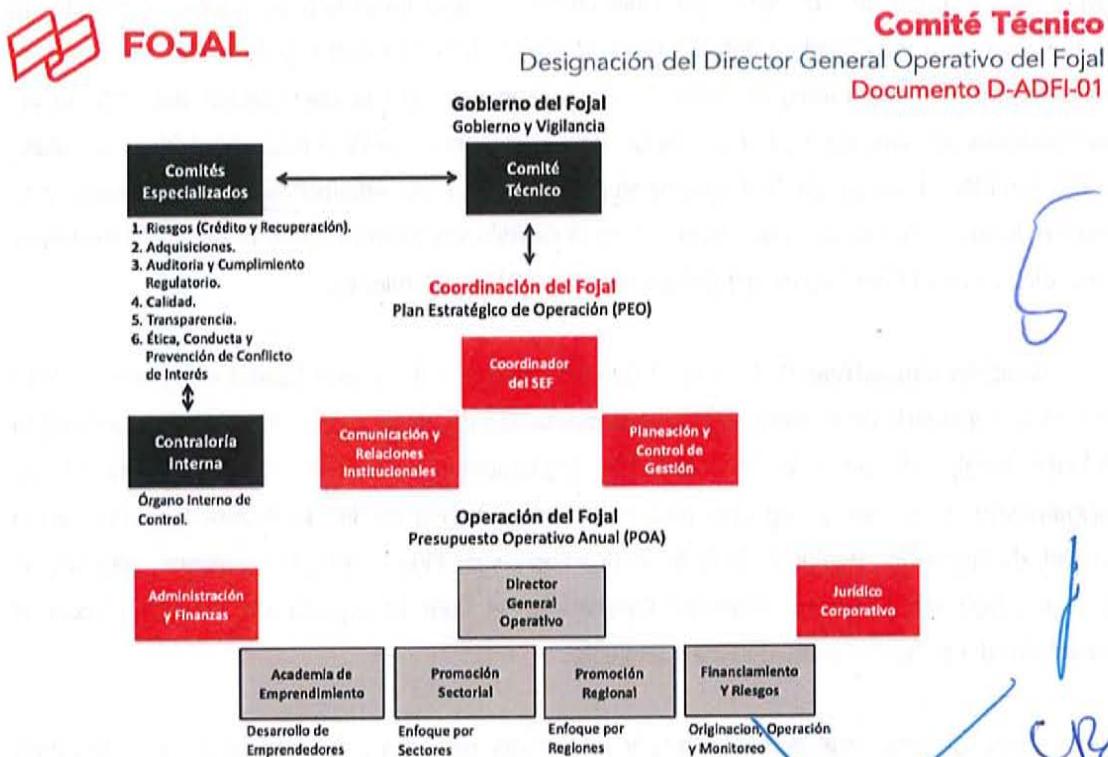 FOJAL
Comité Técnico
Designación del Director General Operativo del Fojal
Documento D-ADFI-01
Gobierno del Fojal
Gobierno y Vigilancia
Comités
Especializados
Comité
Técnico
1. Riesgos (Crédito y Recuperación).
2. Adquisiciones.
3. Auditoria y Cumplimiento
Regulatorio.
4. Calidad.
5. Transparencia.
6. Ética, Conducta y
Prevención de Conflicto
de Interés
Coordinación del Fojal
Plan Estratégico de Operación (PEO)
Coordinador
del SEF
Contraloría
Interna
Comunicación y
Relaciones
Institucionales
Planeación y
Control de
Gestión
Órgano Interno de
Control.
Operación del Fojal
Presupuesto Operativo Anual (POA)
Administración
y Finanzas
Director
General
Operativo
Jurídico
Corporativo
Academia de
Emprendimiento
Promoción
Sectorial
Promoción
Regional
Financiamiento
Y Riesgos
Desarrollo de
Emprendedores
Enfoque por
Sectores
Enfoque por
Regiones
Originacion, Operación
y Monitoreo